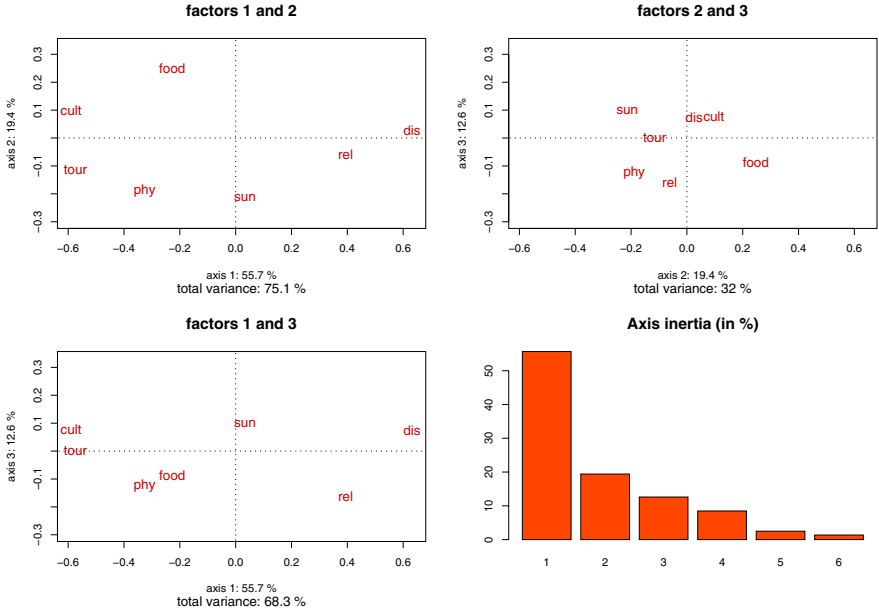 factors 1 and 2
0.3
0.2
0.1
−0.1
−0.3
axis 2: 19.4 %
food
cult
dis
rel
tour
phy
sun
−0.6 −0.4 −0.2 0.0 0.2 0.4 0.6
axis 1: 55.7 %
total variance: 75.1 %
factors 2 and 3
0.3
0.2
0.1
−0.1
−0.3
axis 3: 12.6 %
sun
dis cult
tour
food
phy
rel
−0.6 −0.4 −0.2 0.0 0.2 0.4 0.6
axis 2: 19.4 %
total variance: 32 %
factors 1 and 3
0.3
0.2
0.1
−0.1
−0.3
axis 3: 12.6 %
sun
cult
dis
tour
food
phy
rel
−0.6 −0.4 −0.2 0.0 0.2 0.4 0.6
axis 1: 55.7 %
total variance: 68.3 %
Axis inertia (in %)
50
40
30
20
10
0
1 2 3 4 5 6